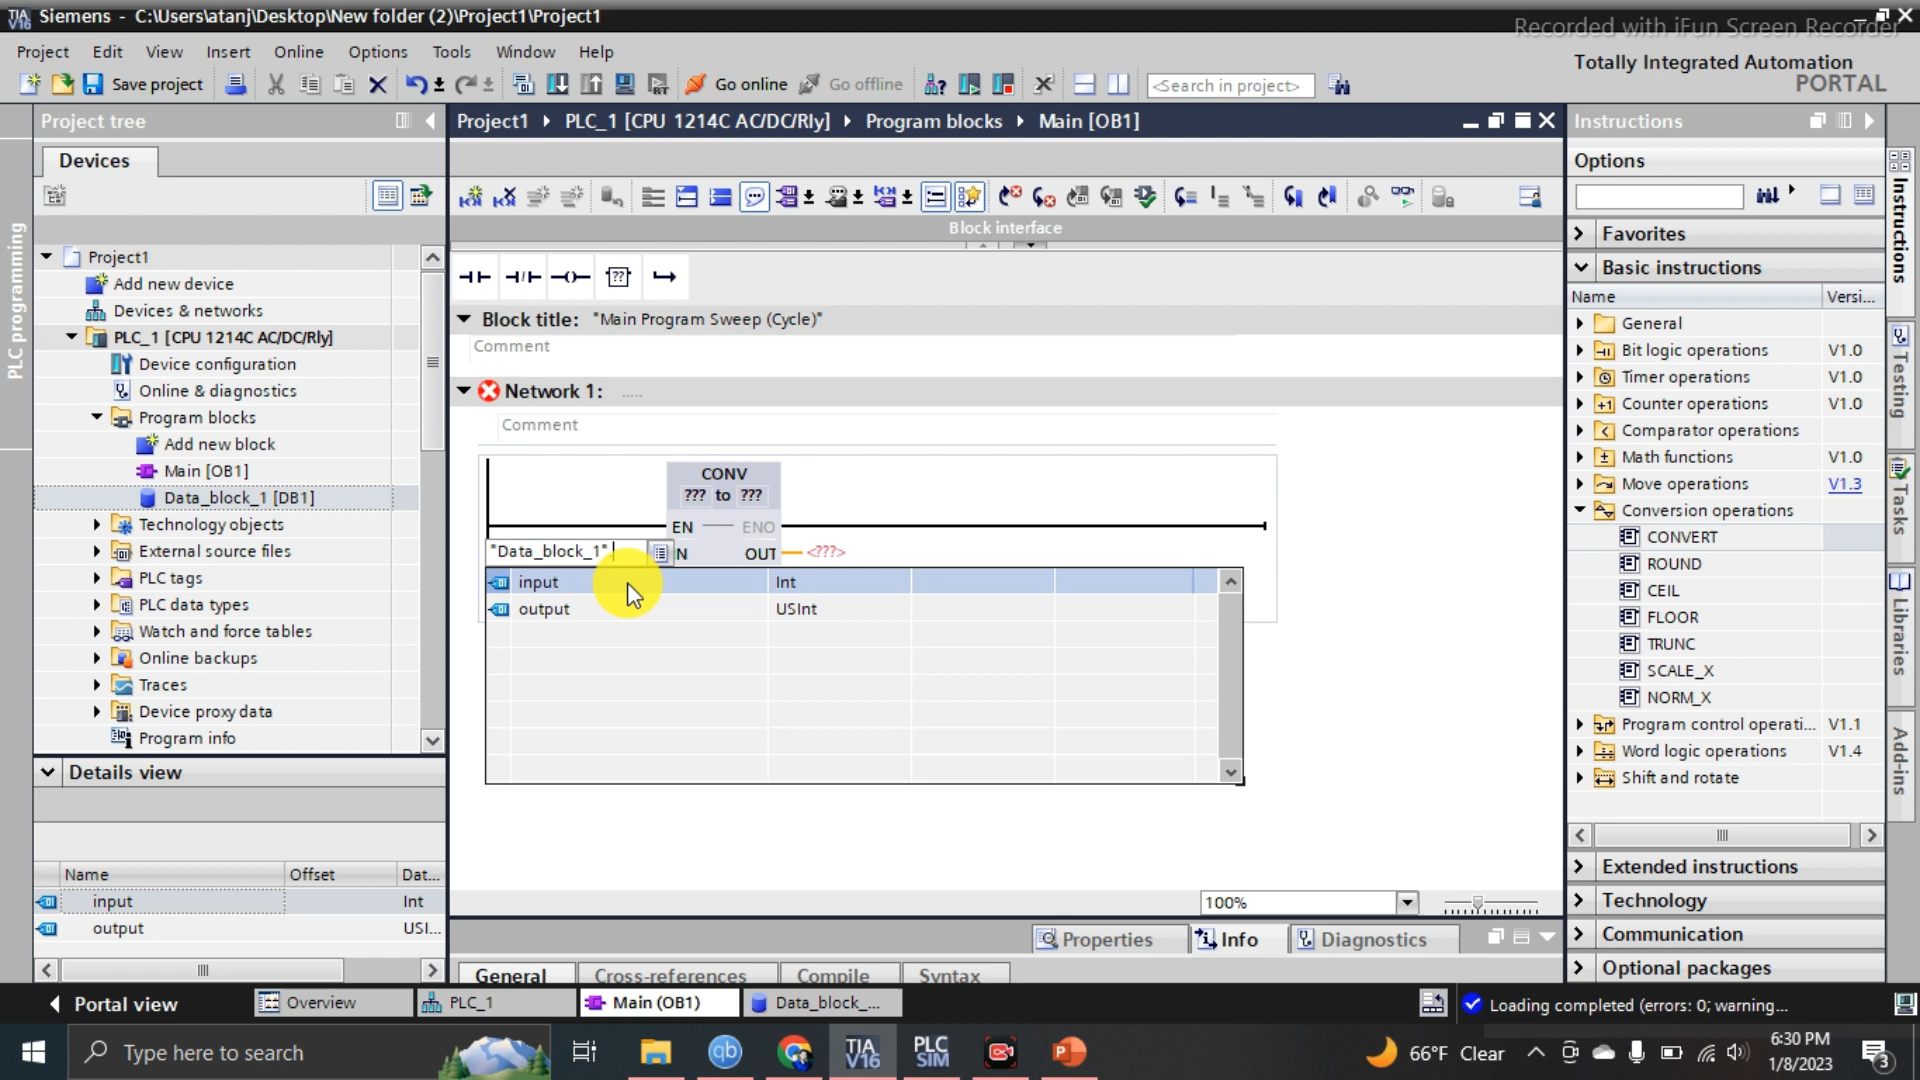 TIA V16 Siemens - C:\Users\atanj\Desktop\New folder (2)\Project1\Project1
Recorded with iFun Screen Recorder
Project Edit View Insert Online Options Tools Window Help
Totally Integrated Automation
PORTAL
Save project
Go online
Go offline
<Search in project>
Project tree
Project1 PLC_1 [CPU 1214C AC/DC/Rly] Program blocks Main [OB1]
Instructions
Devices
Options
Block interface
PLC programming
Project1
Add new device
Devices & networks
PLC_1 [CPU 1214C AC/DC/Rly]
Device configuration
Online & diagnostics
Program blocks
Add new block
Main [OB1]
Data_block_1 [DB1]
Technology objects
External source files
PLC tags
PLC data types
Watch and force tables
Online backups
Traces
Device proxy data
Program info
Details view
Name Offset Dat...
input Int
output USI...
??
Block title: "Main Program Sweep (Cycle)"
Comment
Network 1: .....
Comment
CONV
??? to ???
EN ENO
"Data_block_1" N OUT <???>
input Int
output USInt
100%
Properties Info Diagnostics
General Cross-references Compile Syntax
Favorites
Basic instructions
Name Versi...
General
Bit logic operations V1.0
Timer operations V1.0
Counter operations V1.0
Comparator operations
Math functions V1.0
Move operations V1.3
Conversion operations
CONVERT
ROUND
CEIL
FLOOR
TRUNC
SCALE_X
NORM_X
Program control operati... V1.1
Word logic operations V1.4
Shift and rotate
Extended instructions
Technology
Communication
Optional packages
Instructions
Testing
Tasks
Libraries
Add-ins
Portal view Overview PLC_1 Main (OB1) Data_block_...
Loading completed (errors: 0; warning...
Type here to search
qb
TIA V16
PLC SIM
66°F Clear
6:30 PM
1/8/2023
3